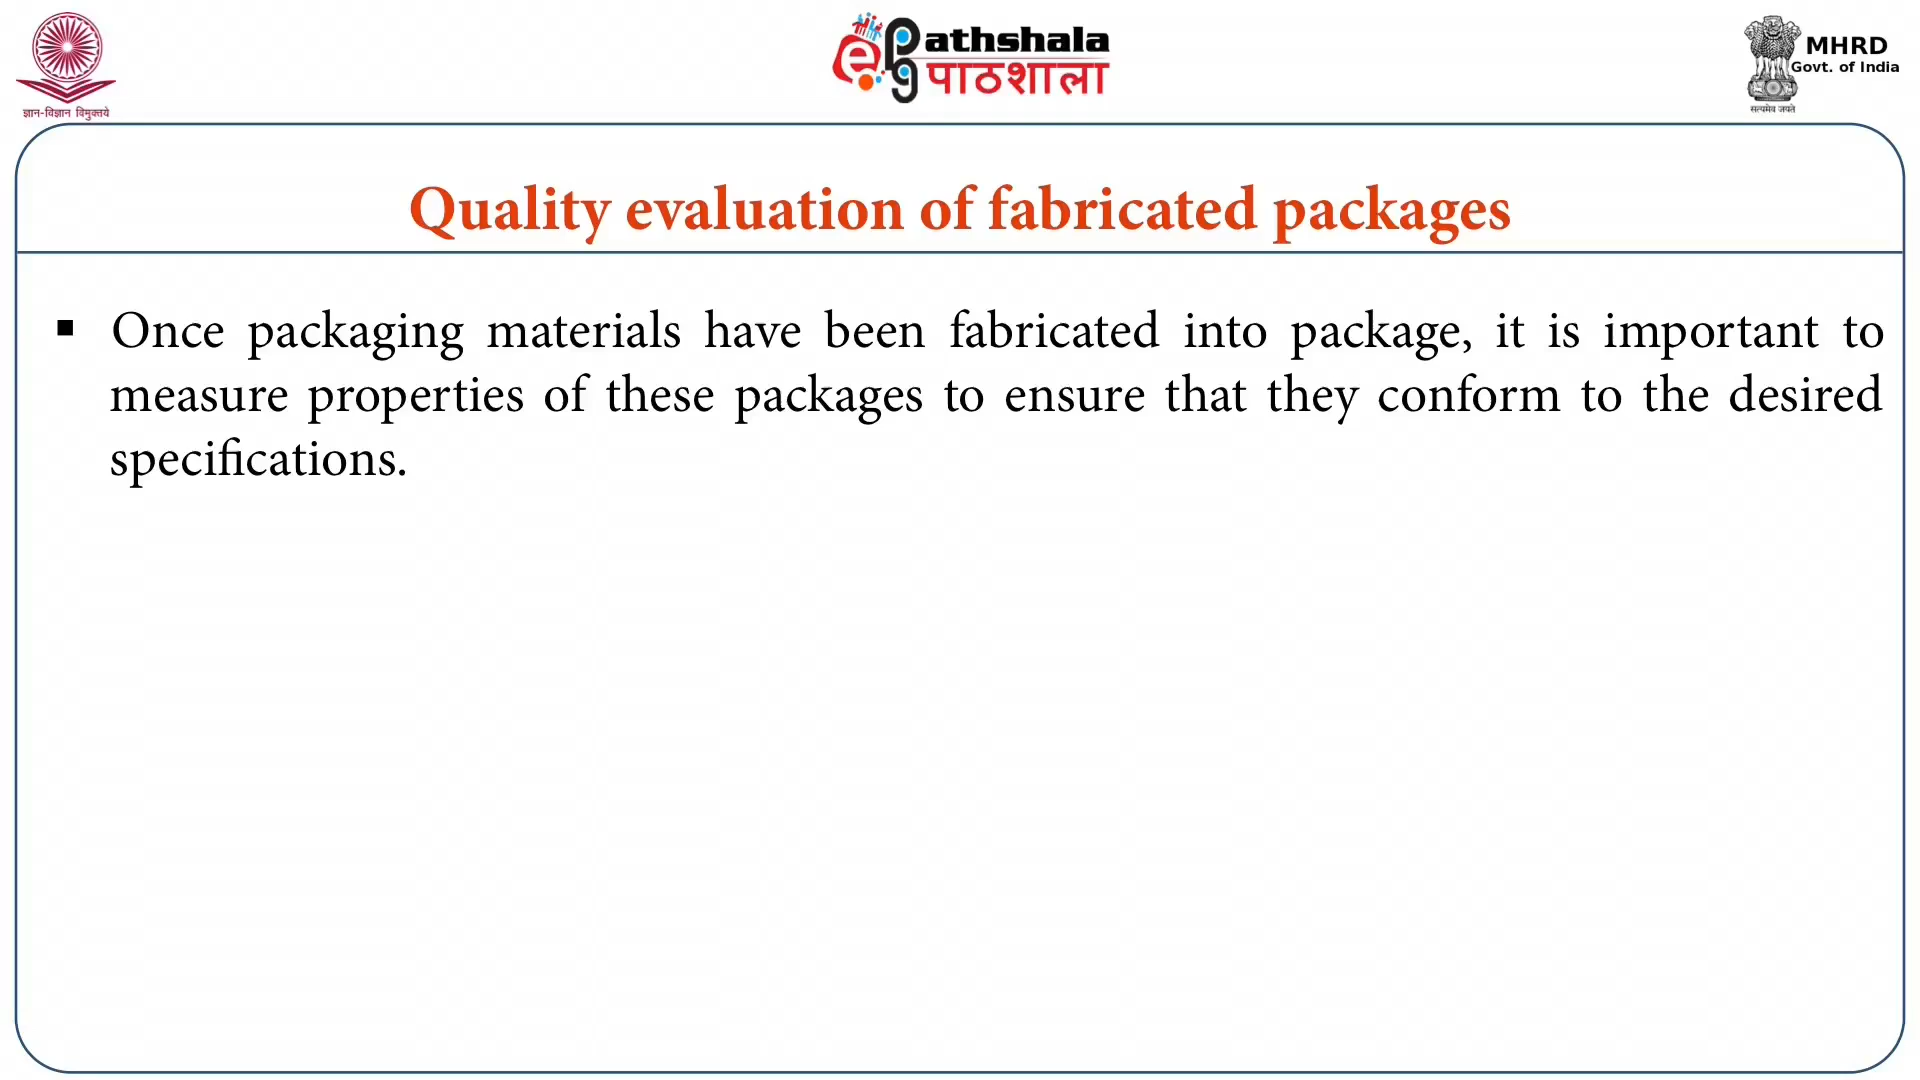 ज्ञान-विज्ञान विमुक्तये
e
pg
athshala
पाठशाला
MHRD
Govt. of India
सत्यमेव जयते
Quality evaluation of fabricated packages
▪ Once packaging materials have been fabricated into package, it is important to
measure properties of these packages to ensure that they conform to the desired
specifications.